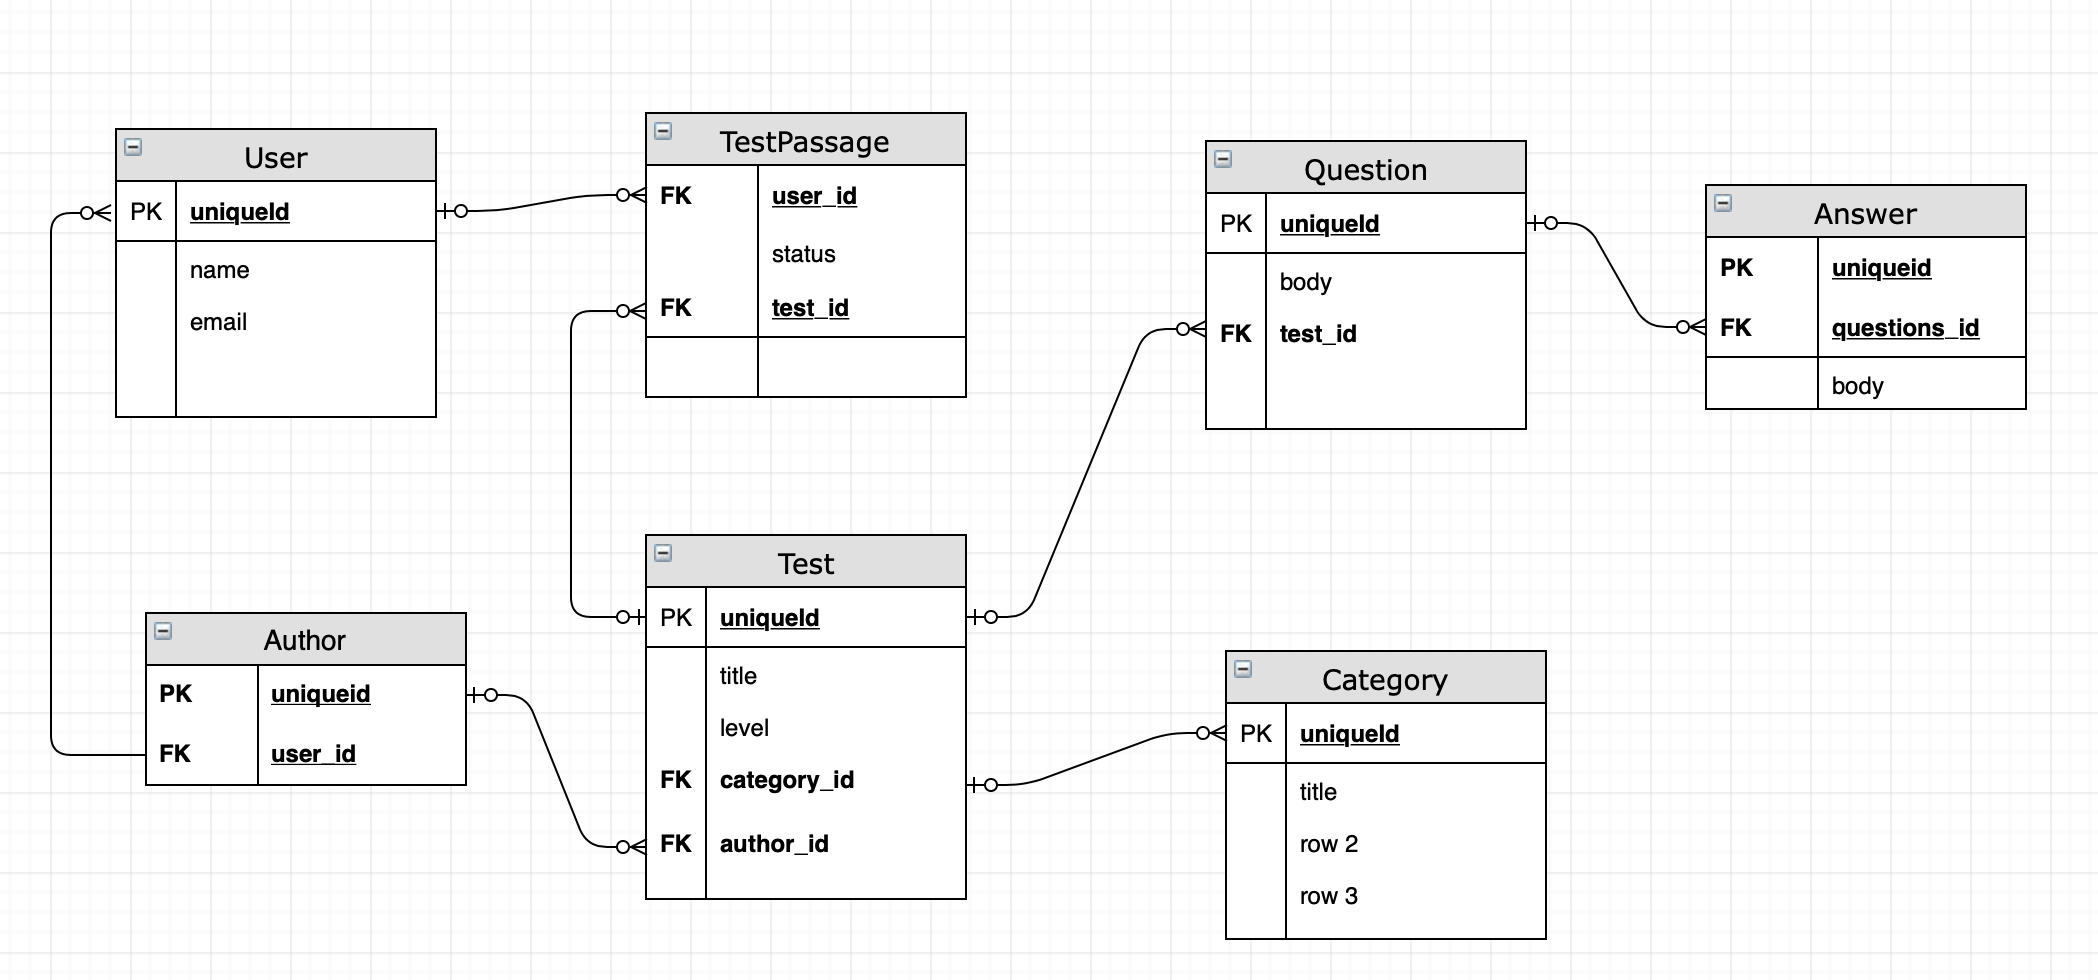 User
PK uniqueId
name
email
TestPassage
FK user_id
status
FK test_id
Question
PK uniqueId
body
FK test_id
Answer
PK uniqueid
FK questions_id
body
Author
PK uniqueid
FK user_id
Test
PK uniqueId
title
level
FK category_id
FK author_id
Category
PK uniqueId
title
row 2
row 3